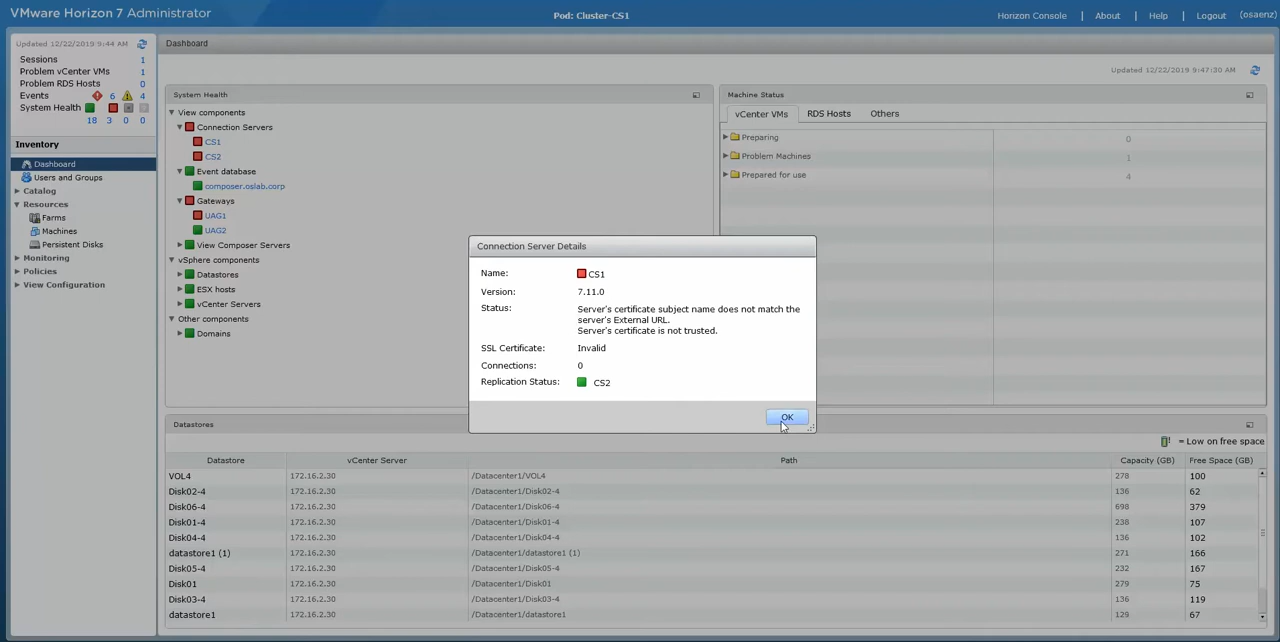 VMware Horizon 7 Administrator
Pod: Cluster-CS1
Horizon Console | About | Help | Logout (osaenz)
Updated 12/22/2019 9:44 AM
Sessions 1
Problem vCenter VMs 1
Problem RDS Hosts 0
Events 6 4
System Health
18 3 0 0
Inventory
Dashboard
Users and Groups
Catalog
Resources
Farms
Machines
Persistent Disks
Monitoring
Policies
View Configuration
Dashboard
Updated 12/22/2019 9:47:30 AM
System Health
View components
Connection Servers
CS1
CS2
Event database
composer.oslab.corp
Gateways
UAG1
UAG2
View Composer Servers
vSphere components
Datastores
ESX hosts
vCenter Servers
Other components
Domains
Machine Status
vCenter VMs RDS Hosts Others
Preparing 0
Problem Machines 1
Prepared for use 4
Connection Server Details
Name: CS1
Version: 7.11.0
Status: Server's certificate subject name does not match the
server's External URL.
Server's certificate is not trusted.
SSL Certificate: Invalid
Connections: 0
Replication Status: CS2
OK
Datastores
= Low on free space
Datastore vCenter Server Path Capacity (GB) Free Space (GB)
VOL4 172.16.2.30 /Datacenter1/VOL4 278 100
Disk02-4 172.16.2.30 /Datacenter1/Disk02-4 136 62
Disk06-4 172.16.2.30 /Datacenter1/Disk06-4 698 379
Disk01-4 172.16.2.30 /Datacenter1/Disk01-4 238 107
Disk04-4 172.16.2.30 /Datacenter1/Disk04-4 136 102
datastore1 (1) 172.16.2.30 /Datacenter1/datastore1 (1) 271 166
Disk05-4 172.16.2.30 /Datacenter1/Disk05-4 232 167
Disk01 172.16.2.30 /Datacenter1/Disk01 279 75
Disk03-4 172.16.2.30 /Datacenter1/Disk03-4 136 119
datastore1 172.16.2.30 /Datacenter1/datastore1 129 67